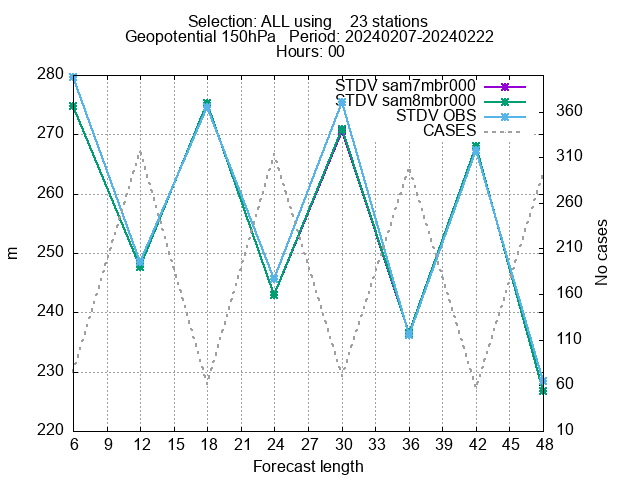 Selection: ALL using 23 stations
Geopotential 150hPa Period: 20240207-20240222
Hours: 00
STDV sam7mbr000
STDV sam8mbr000
STDV OBS
CASES
280
270
260
250
240
230
220
m
360
310
260
210
160
110
60
10
No cases
6 9 12 15 18 21 24 27 30 33 36 39 42 45 48
Forecast length